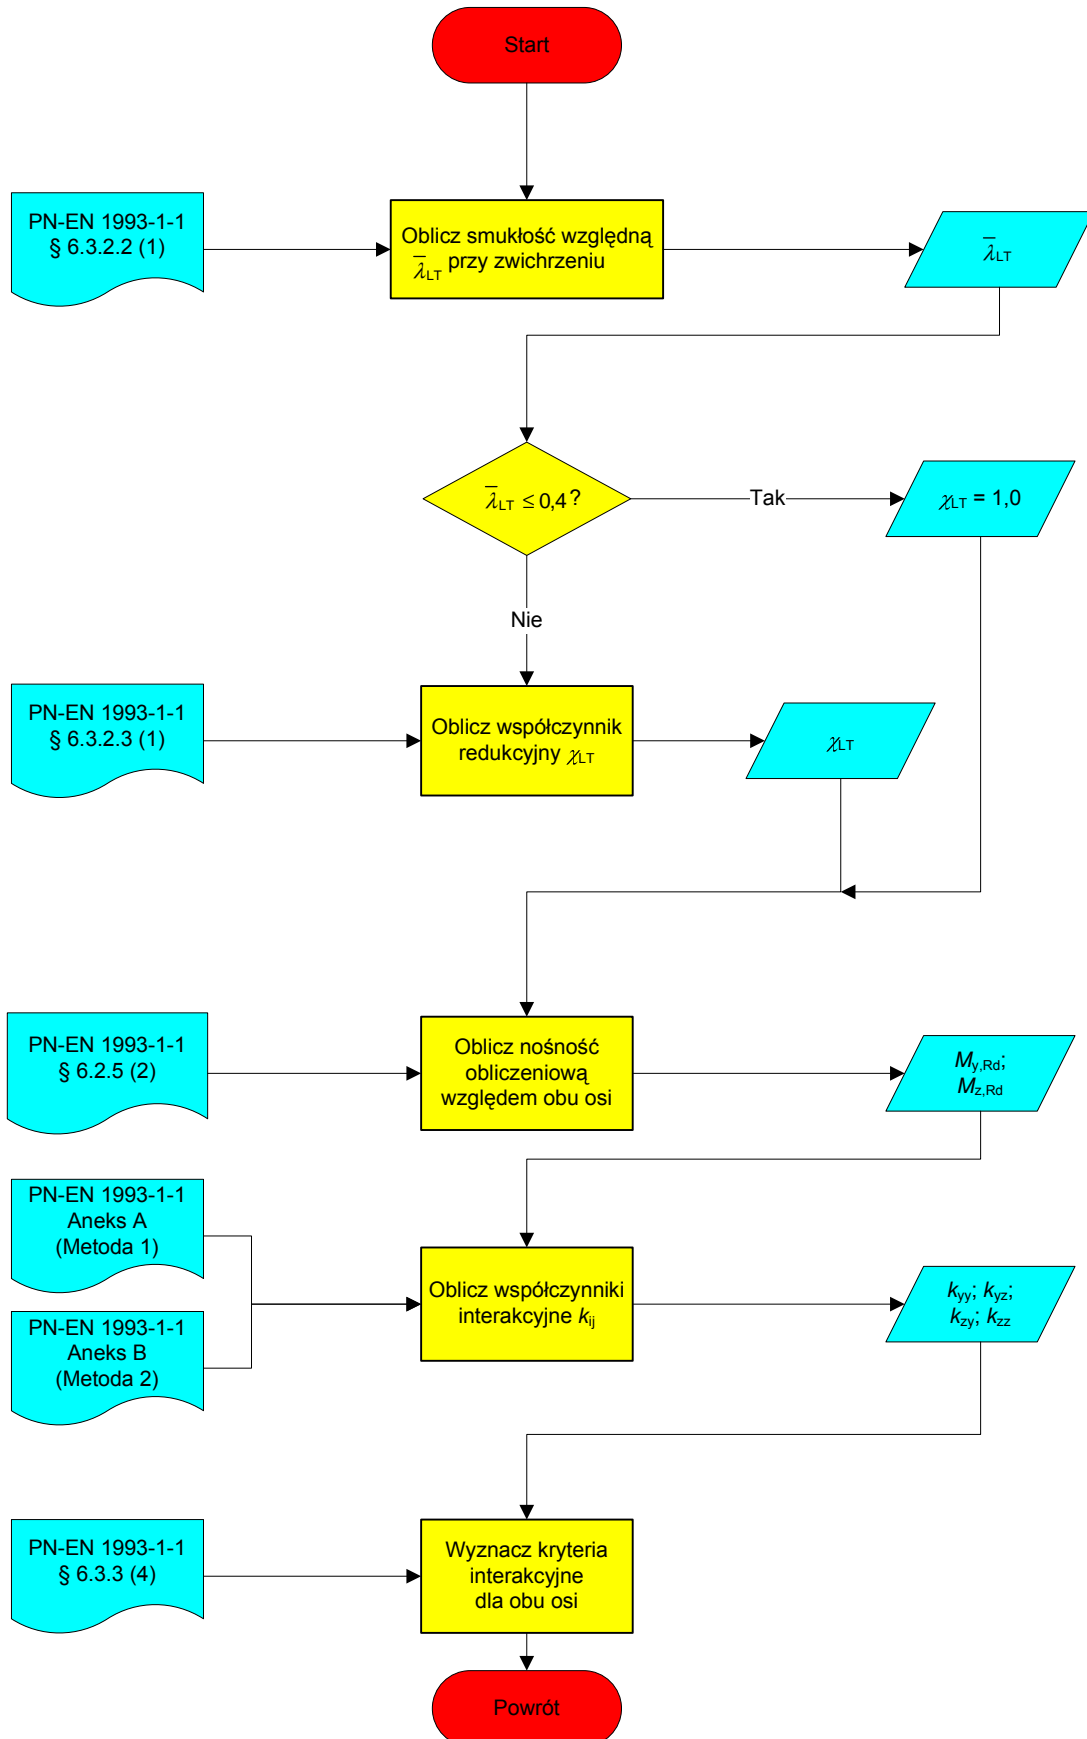 Start
PN-EN 1993-1-1
§ 6.3.2.2 (1)
Oblicz smukłość względną
λ̅LT przy zwichrzeniu
λ̅LT
λ̅LT ≤ 0,4?
Tak
χLT = 1,0
Nie
PN-EN 1993-1-1
§ 6.3.2.3 (1)
Oblicz współczynnik
redukcyjny χLT
χLT
PN-EN 1993-1-1
§ 6.2.5 (2)
Oblicz nośność
obliczeniową
względem obu osi
My,Rd;
Mz,Rd
PN-EN 1993-1-1
Aneks A
(Metoda 1)
PN-EN 1993-1-1
Aneks B
(Metoda 2)
Oblicz współczynniki
interakcyjne kij
kyy; kyz;
kzy; kzz
PN-EN 1993-1-1
§ 6.3.3 (4)
Wyznacz kryteria
interakcyjne
dla obu osi
Powrót